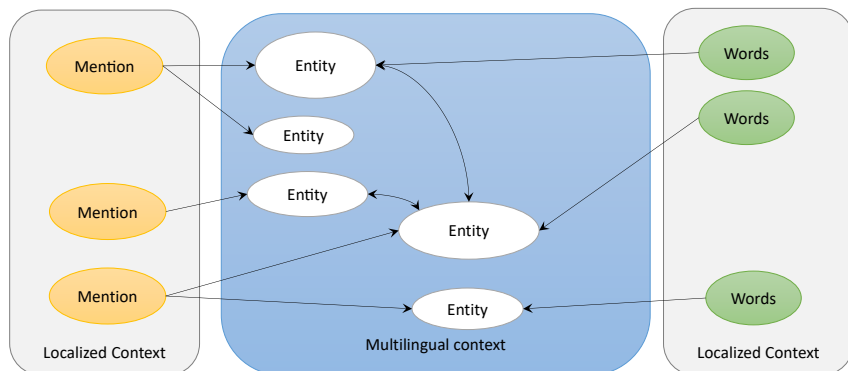 Mention
Mention
Mention
Localized Context
Entity
Entity
Entity
Entity
Entity
Multilingual context
Words
Words
Words
Localized Context